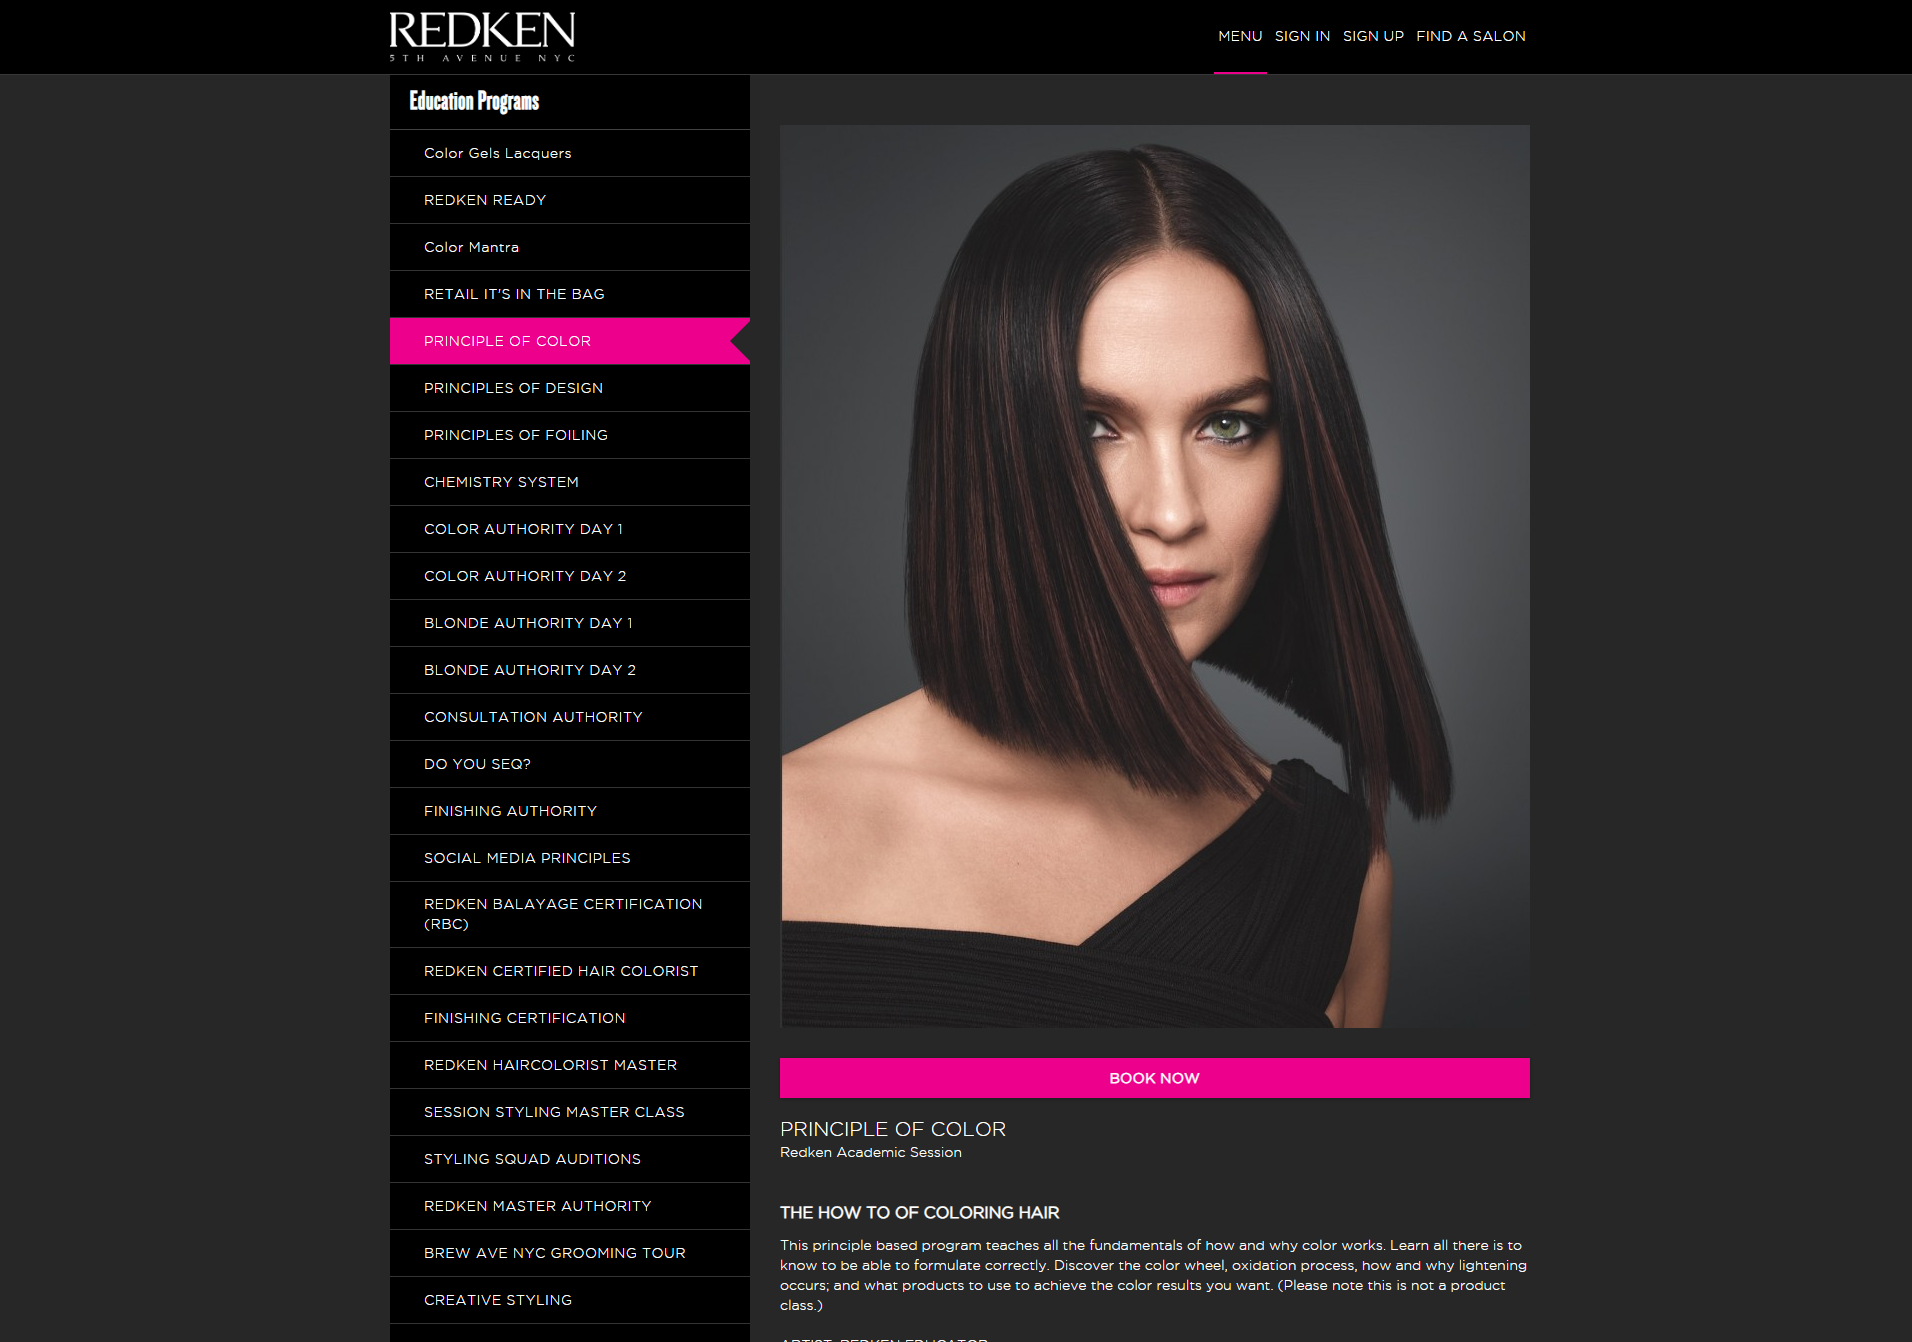 REDKEN
5TH AVENUE NYC
MENU SIGN IN SIGN UP FIND A SALON
Education Programs
Color Gels Lacquers
REDKEN READY
Color Mantra
RETAIL IT'S IN THE BAG
PRINCIPLE OF COLOR
PRINCIPLES OF DESIGN
PRINCIPLES OF FOILING
CHEMISTRY SYSTEM
COLOR AUTHORITY DAY 1
COLOR AUTHORITY DAY 2
BLONDE AUTHORITY DAY 1
BLONDE AUTHORITY DAY 2
CONSULTATION AUTHORITY
DO YOU SEQ?
FINISHING AUTHORITY
SOCIAL MEDIA PRINCIPLES
REDKEN BALAYAGE CERTIFICATION
(RBC)
REDKEN CERTIFIED HAIR COLORIST
FINISHING CERTIFICATION
REDKEN HAIRCOLORIST MASTER
SESSION STYLING MASTER CLASS
STYLING SQUAD AUDITIONS
REDKEN MASTER AUTHORITY
BREW AVE NYC GROOMING TOUR
CREATIVE STYLING
BOOK NOW
PRINCIPLE OF COLOR
Redken Academic Session
THE HOW TO OF COLORING HAIR
This principle based program teaches all the fundamentals of how and why color works. Learn all there is to
know to be able to formulate correctly. Discover the color wheel, oxidation process, how and why lightening
occurs; and what products to use to achieve the color results you want. (Please note this is not a product
class.)